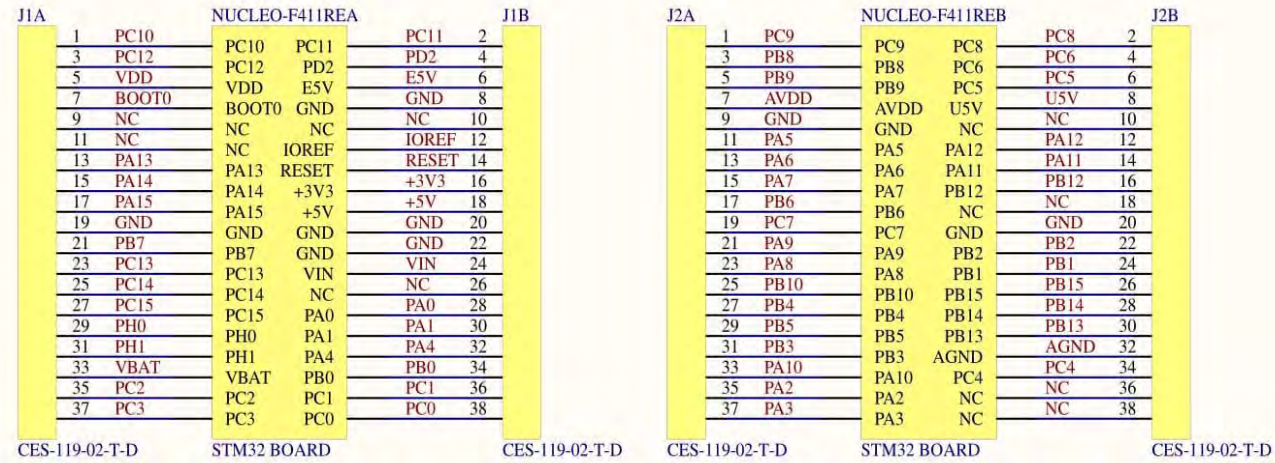 J1A NUCLEO-F411REA J1B J2A NUCLEO-F411REB J2B
1 PC10 PC10 PC11 PC11 2 1 PC9 PC9 PC8 PC8 2
3 PC12 PC12 PD2 PD2 4 3 PB8 PB8 PC6 PC6 4
5 VDD VDD E5V E5V 6 5 PB9 PB9 PC5 PC5 6
7 BOOT0 BOOT0 GND GND 8 7 AVDD AVDD U5V U5V 8
9 NC NC NC NC 10 9 GND GND NC NC 10
11 NC NC IOREF IOREF 12 11 PA5 PA5 PA12 PA12 12
13 PA13 PA13 RESET RESET 14 13 PA6 PA6 PA11 PA11 14
15 PA14 PA14 +3V3 +3V3 16 15 PA7 PA7 PB12 PB12 16
17 PA15 PA15 +5V +5V 18 17 PB6 PB6 NC NC 18
19 GND GND GND GND 20 19 PC7 PC7 GND GND 20
21 PB7 PB7 GND GND 22 21 PA9 PA9 PB2 PB2 22
23 PC13 PC13 VIN VIN 24 23 PA8 PA8 PB1 PB1 24
25 PC14 PC14 NC NC 26 25 PB10 PB10 PB15 PB15 26
27 PC15 PC15 PA0 PA0 28 27 PB4 PB4 PB14 PB14 28
29 PH0 PH0 PA1 PA1 30 29 PB5 PB5 PB13 PB13 30
31 PH1 PH1 PA4 PA4 32 31 PB3 PB3 AGND AGND 32
33 VBAT VBAT PB0 PB0 34 33 PA10 PA10 PC4 PC4 34
35 PC2 PC2 PC1 PC1 36 35 PA2 PA2 NC NC 36
37 PC3 PC3 PC0 PC0 38 37 PA3 PA3 NC NC 38
CES-119-02-T-D STM32 BOARD CES-119-02-T-D CES-119-02-T-D STM32 BOARD CES-119-02-T-D